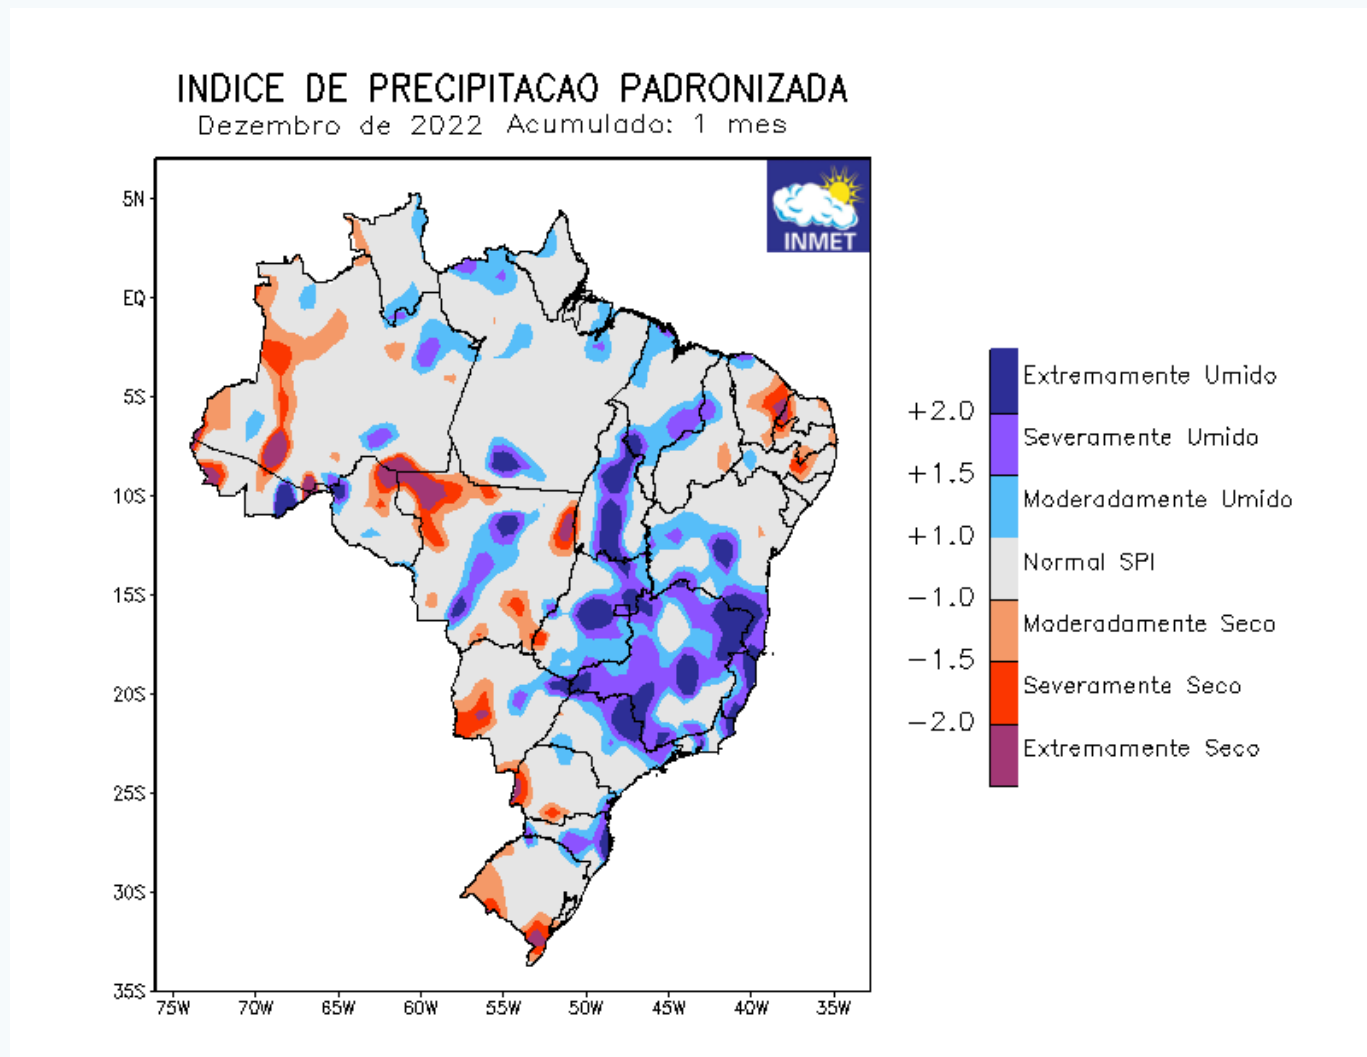 INDICE DE PRECIPITACAO PADRONIZADA
Dezembro de 2022 Acumulado: 1 mes
INMET
5N
EQ
5S
10S
15S
20S
25S
30S
35S
75W 70W 65W 60W 55W 50W 45W 40W 35W
Extremamente Umido
+2.0
Severamente Umido
+1.5
Moderadamente Umido
+1.0
Normal SPI
-1.0
Moderadamente Seco
-1.5
Severamente Seco
-2.0
Extremamente Seco